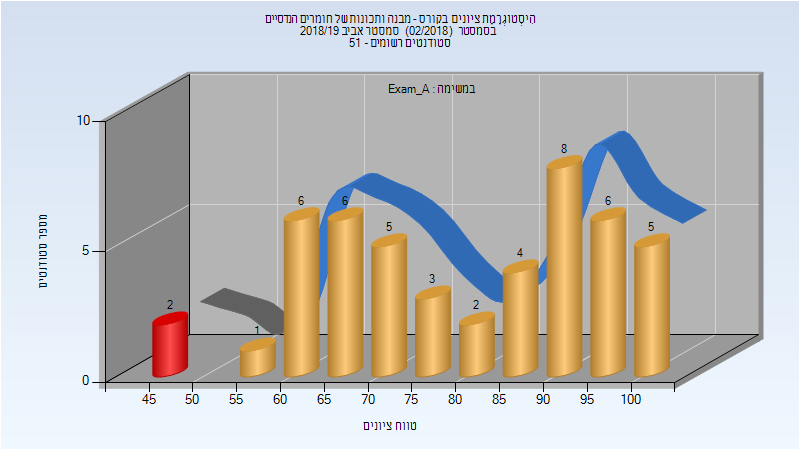 היסטוגרמת ציונים בקורס - מבנה ותכונות של חומרים הנדסיים
בסמסטר (02/2018) סמסטר אביב 2018/19
סטודנטים רשומים - 51
במשימה : Exam_A
מספר סטודנטים
10
5
0
2
1
6
6
5
3
2
4
8
6
5
45 50 55 60 65 70 75 80 85 90 95 100
טווח ציונים